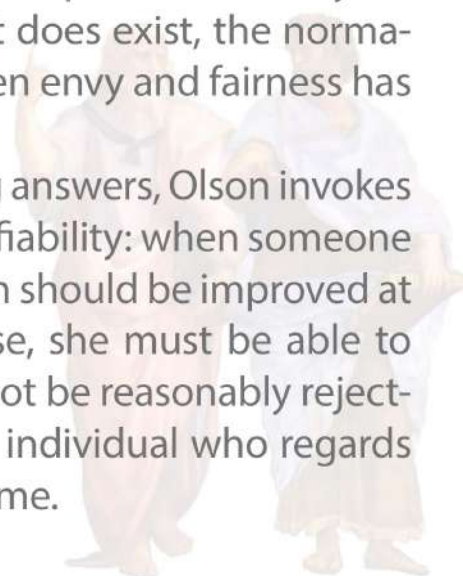 t does exist, the norma-
en envy and fairness has
answers, Olson invokes
fiability: when someone
n should be improved at
se, she must be able to
ot be reasonably reject-
individual who regards
me.